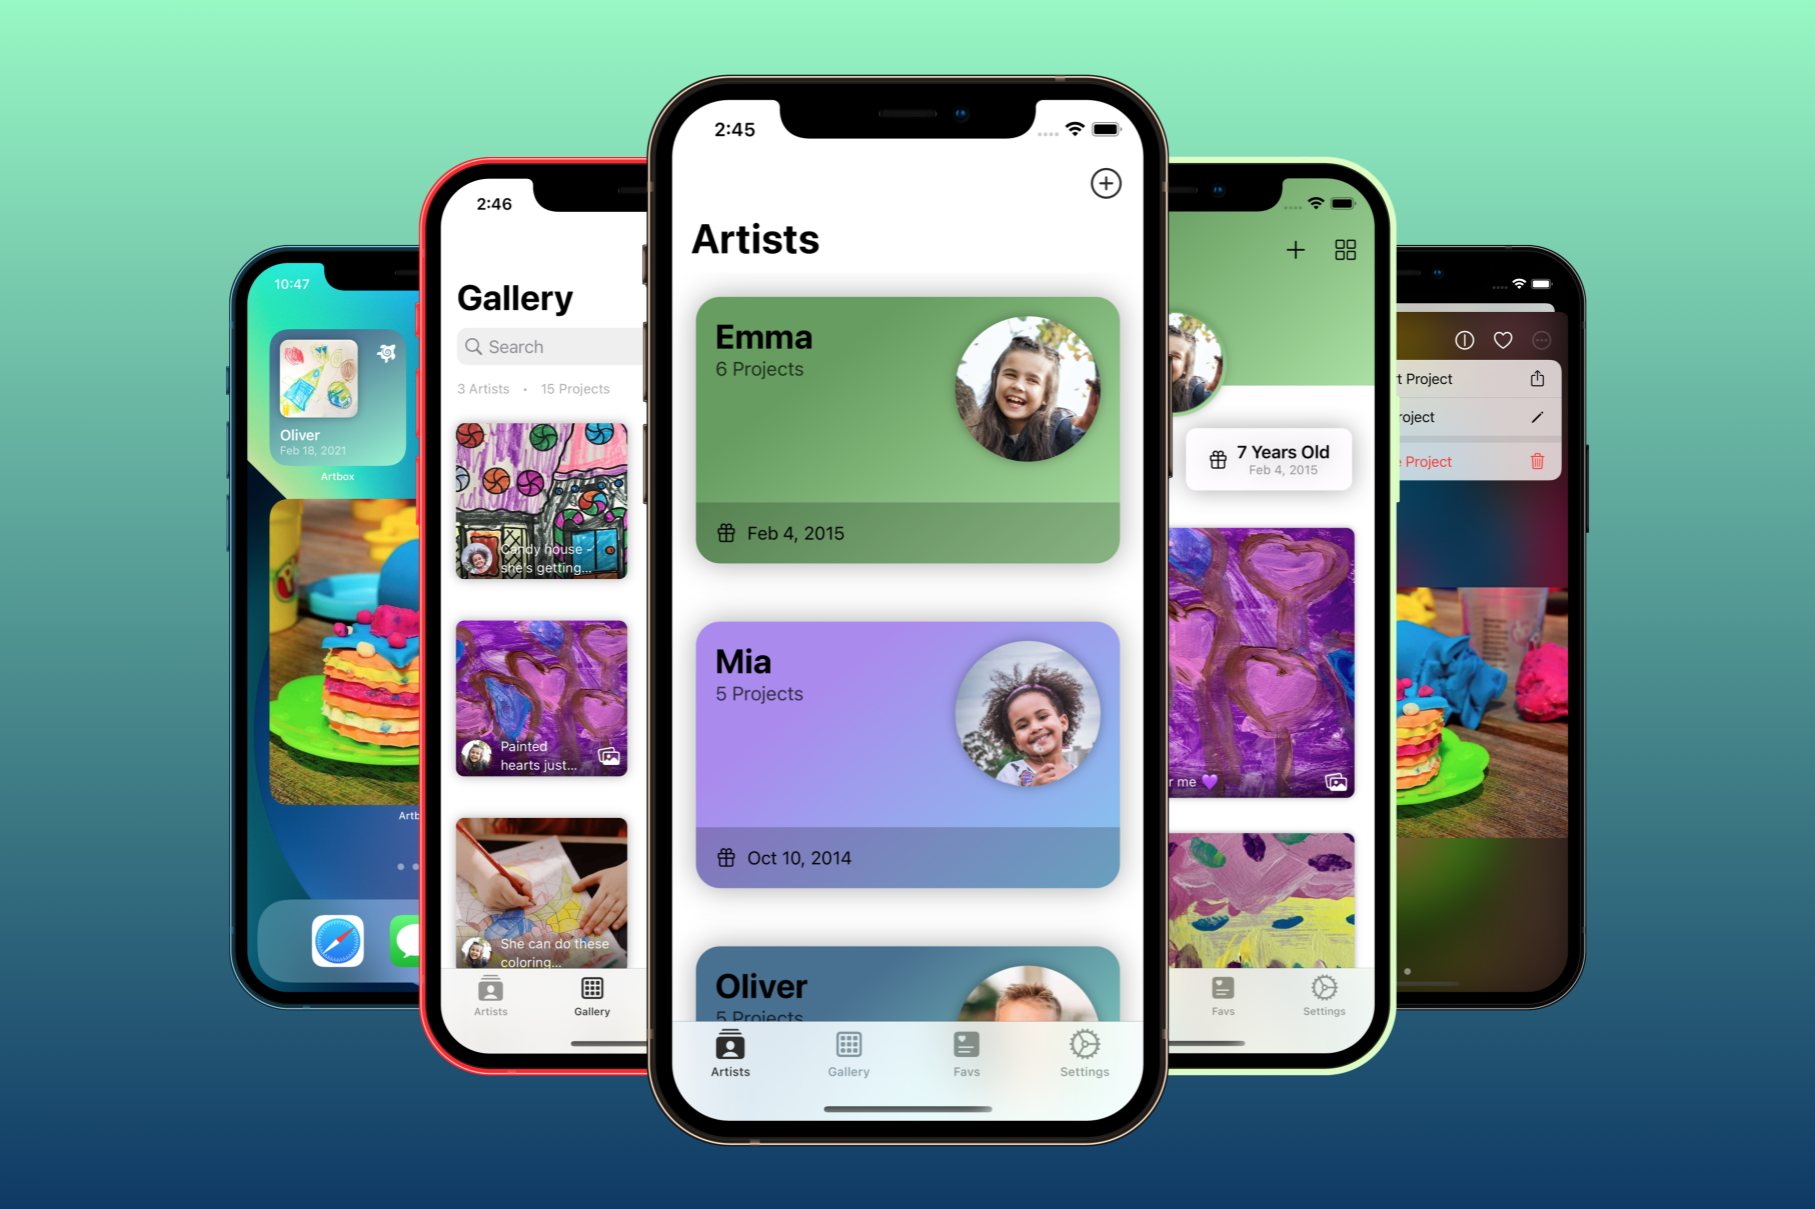 10:47
Oliver
Feb 18, 2021
Artbox
Artb
2:46
Gallery
Search
3 Artists • 15 Projects
Candy house -
she's getting...
Painted
hearts just...
She can do these
coloring...
Artists
Gallery
2:45
Artists
Emma
6 Projects
Feb 4, 2015
Mia
5 Projects
Oct 10, 2014
Oliver
5 Projects
Artists
Gallery
Favs
Settings
7 Years Old
Feb 4, 2015
r me 💜
Favs
Settings
t Project
roject
e Project